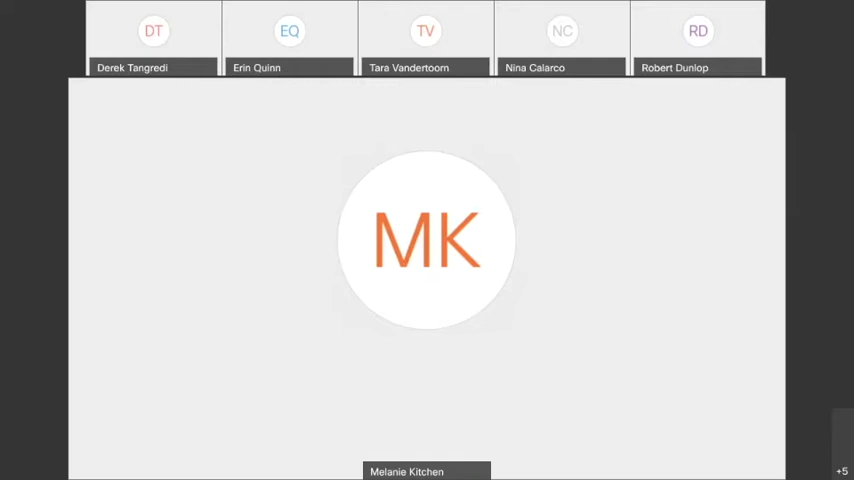 DT
EQ
TV
NC
RD
Derek Tangredi
Erin Quinn
Tara Vandertoorn
Nina Calarco
Robert Dunlop
MK
Melanie Kitchen
+5